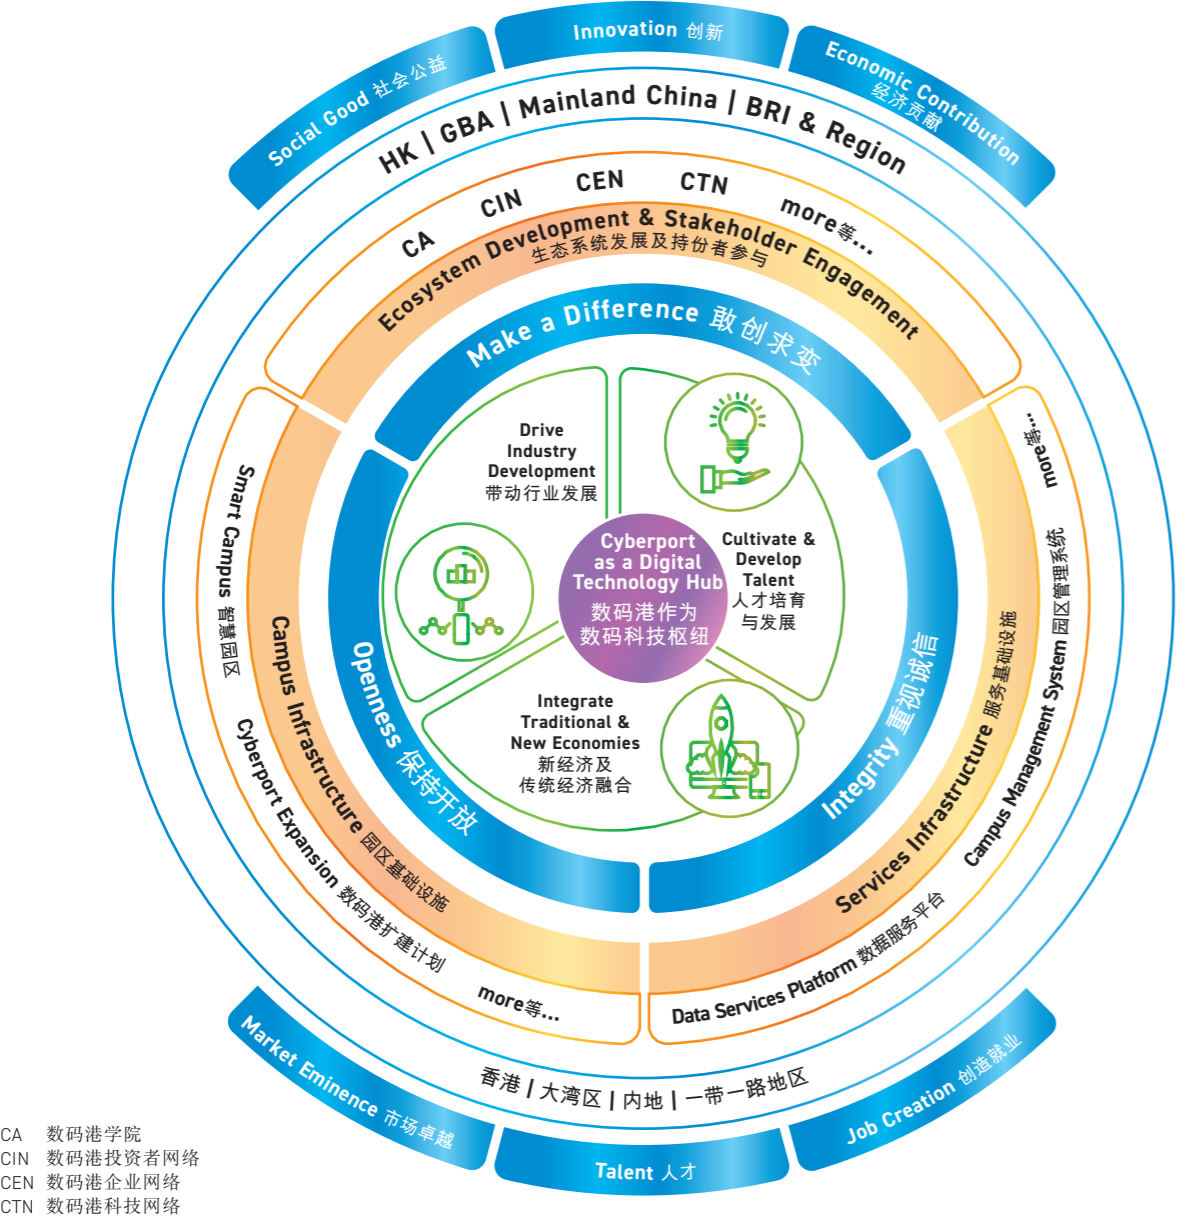 Innovation 创新
Social Good 社会公益
Economic Contribution
经济贡献
HK | GBA | Mainland China | BRI & Region
CA CIN CEN CTN more等...
Ecosystem Development & Stakeholder Engagement
生态系统发展及持份者参与
Make a Difference 敢创求变
Drive
Industry
Development
带动行业发展
Cyberport
as a Digital
Technology Hub
数码港作为
数码科技枢纽
Cultivate &
Develop
Talent
人才培育
与发展
Integrate
Traditional &
New Economies
新经济及
传统经济融合
Openness 保持开放
Integrity 重视诚信
Smart Campus 智慧园区
Campus Infrastructure 园区基础设施
Cyberport Expansion 数码港扩建计划
more等...
more等...
Campus Management System 园区管理系统
Services Infrastructure 服务基础设施
Data Services Platform 数据服务平台
香港 | 大湾区 | 内地 | 一带一路地区
Market Eminence 市场卓越
Talent 人才
Job Creation 创造就业
CA 数码港学院
CIN 数码港投资者网络
CEN 数码港企业网络
CTN 数码港科技网络